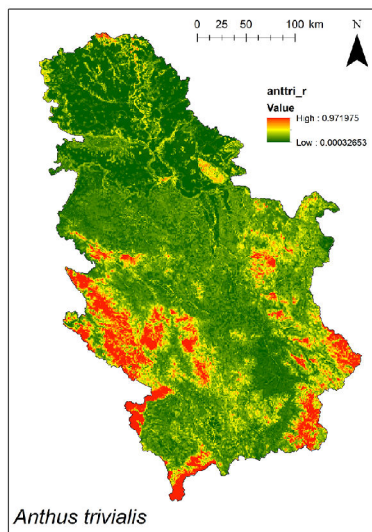 0 25 50 100 km
N
anttri_r
Value
High : 0.971975
Low : 0.00032653
Anthus trivialis